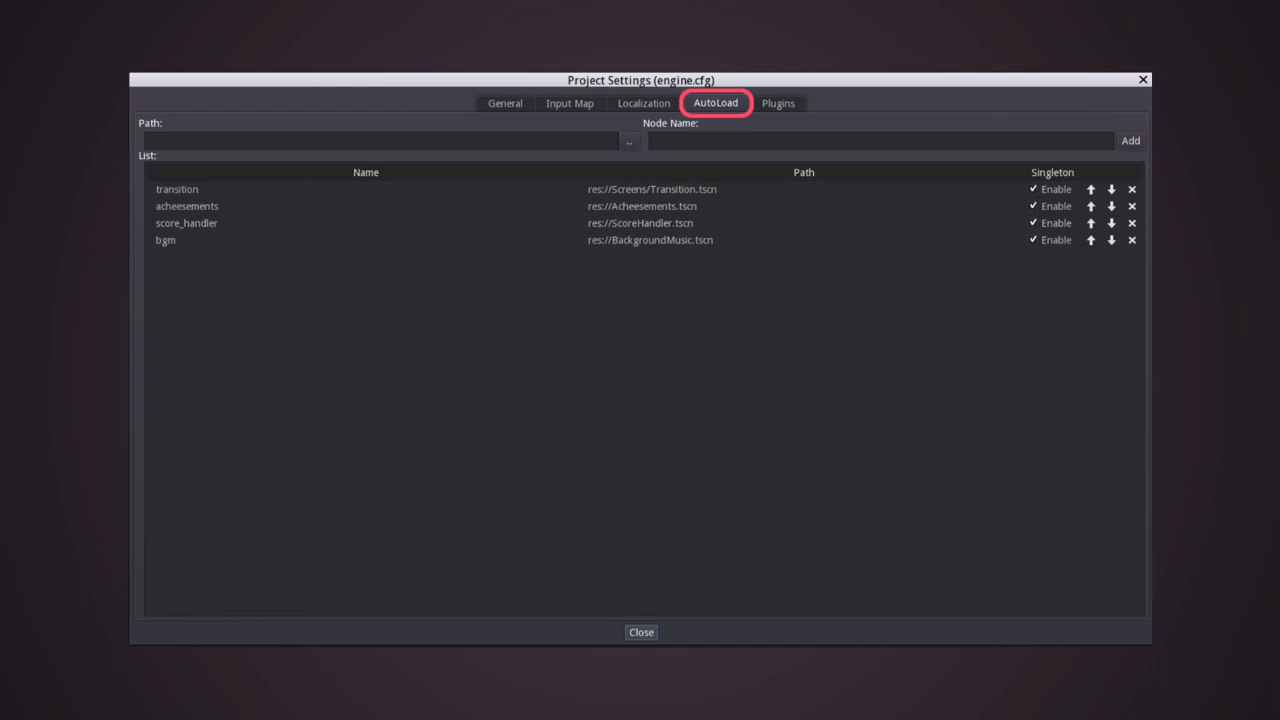 Project Settings (engine.cfg)
General Input Map Localization AutoLoad Plugins
Path: Node Name:
.. Add
List:
Name Path Singleton
transition res://Screens/Transition.tscn Enable
acheesements res://Acheesements.tscn Enable
score_handler res://ScoreHandler.tscn Enable
bgm res://BackgroundMusic.tscn Enable
Close